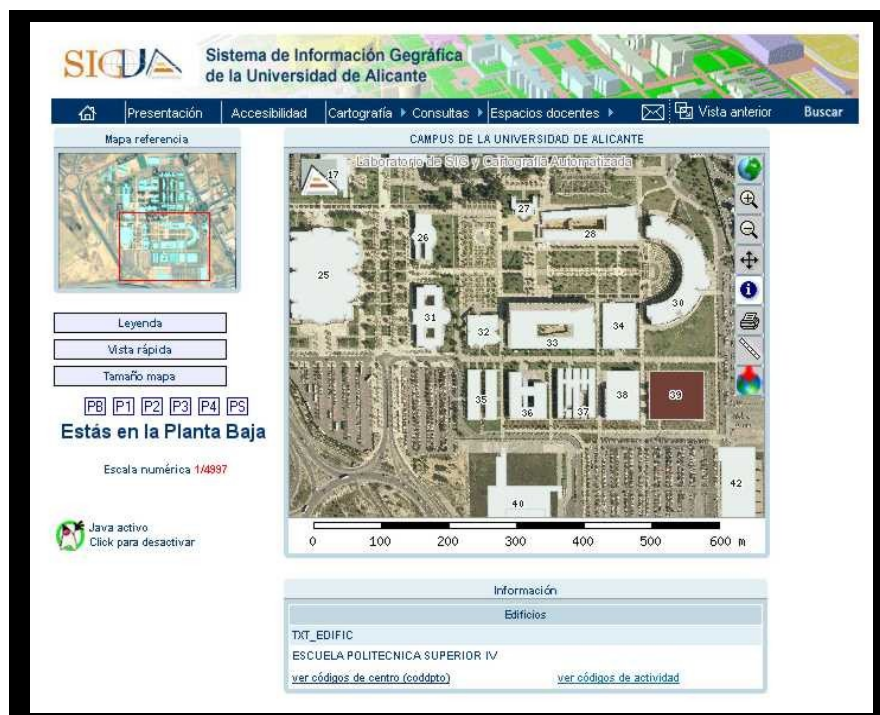 SIGUA
Sistema de Información Gegráfica
de la Universidad de Alicante
Presentación Accesibilidad Cartografía Consultas Espacios docentes Vista anterior Buscar
Mapa referencia
CAMPUS DE LA UNIVERSIDAD DE ALICANTE
Laboratorio de SIG y Cartografía Automatizada
17
27
28
26
25
30
31
32
33
34
35
36
37
38
39
40
42
Leyenda
Vista rápida
Tamaño mapa
PB P1 P2 P3 P4 PS
Estás en la Planta Baja
Escala numérica 1/4997
Java activo
Click para desactivar
0 100 200 300 400 500 600 m
Información
Edificios
TXT_EDIFIC
ESCUELA POLITECNICA SUPERIOR IV
ver códigos de centro (coddpto) ver códigos de actividad